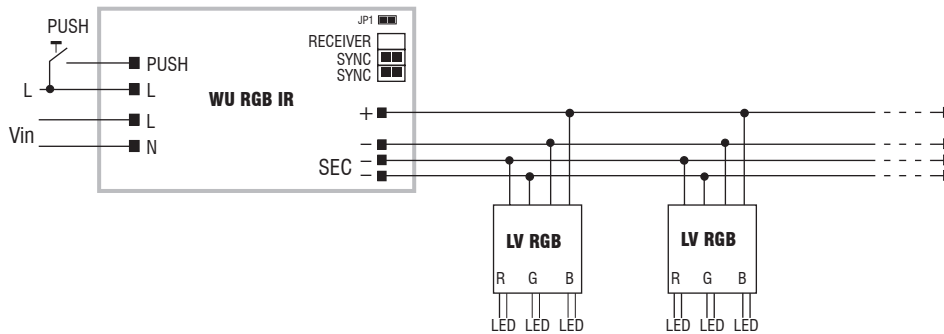 JP1
PUSH
RECEIVER
SYNC
SYNC
PUSH
L
L
WU RGB IR
L
Vin
N
+
−
−
−
SEC
LV RGB
R G B
LED LED LED
LV RGB
R G B
LED LED LED